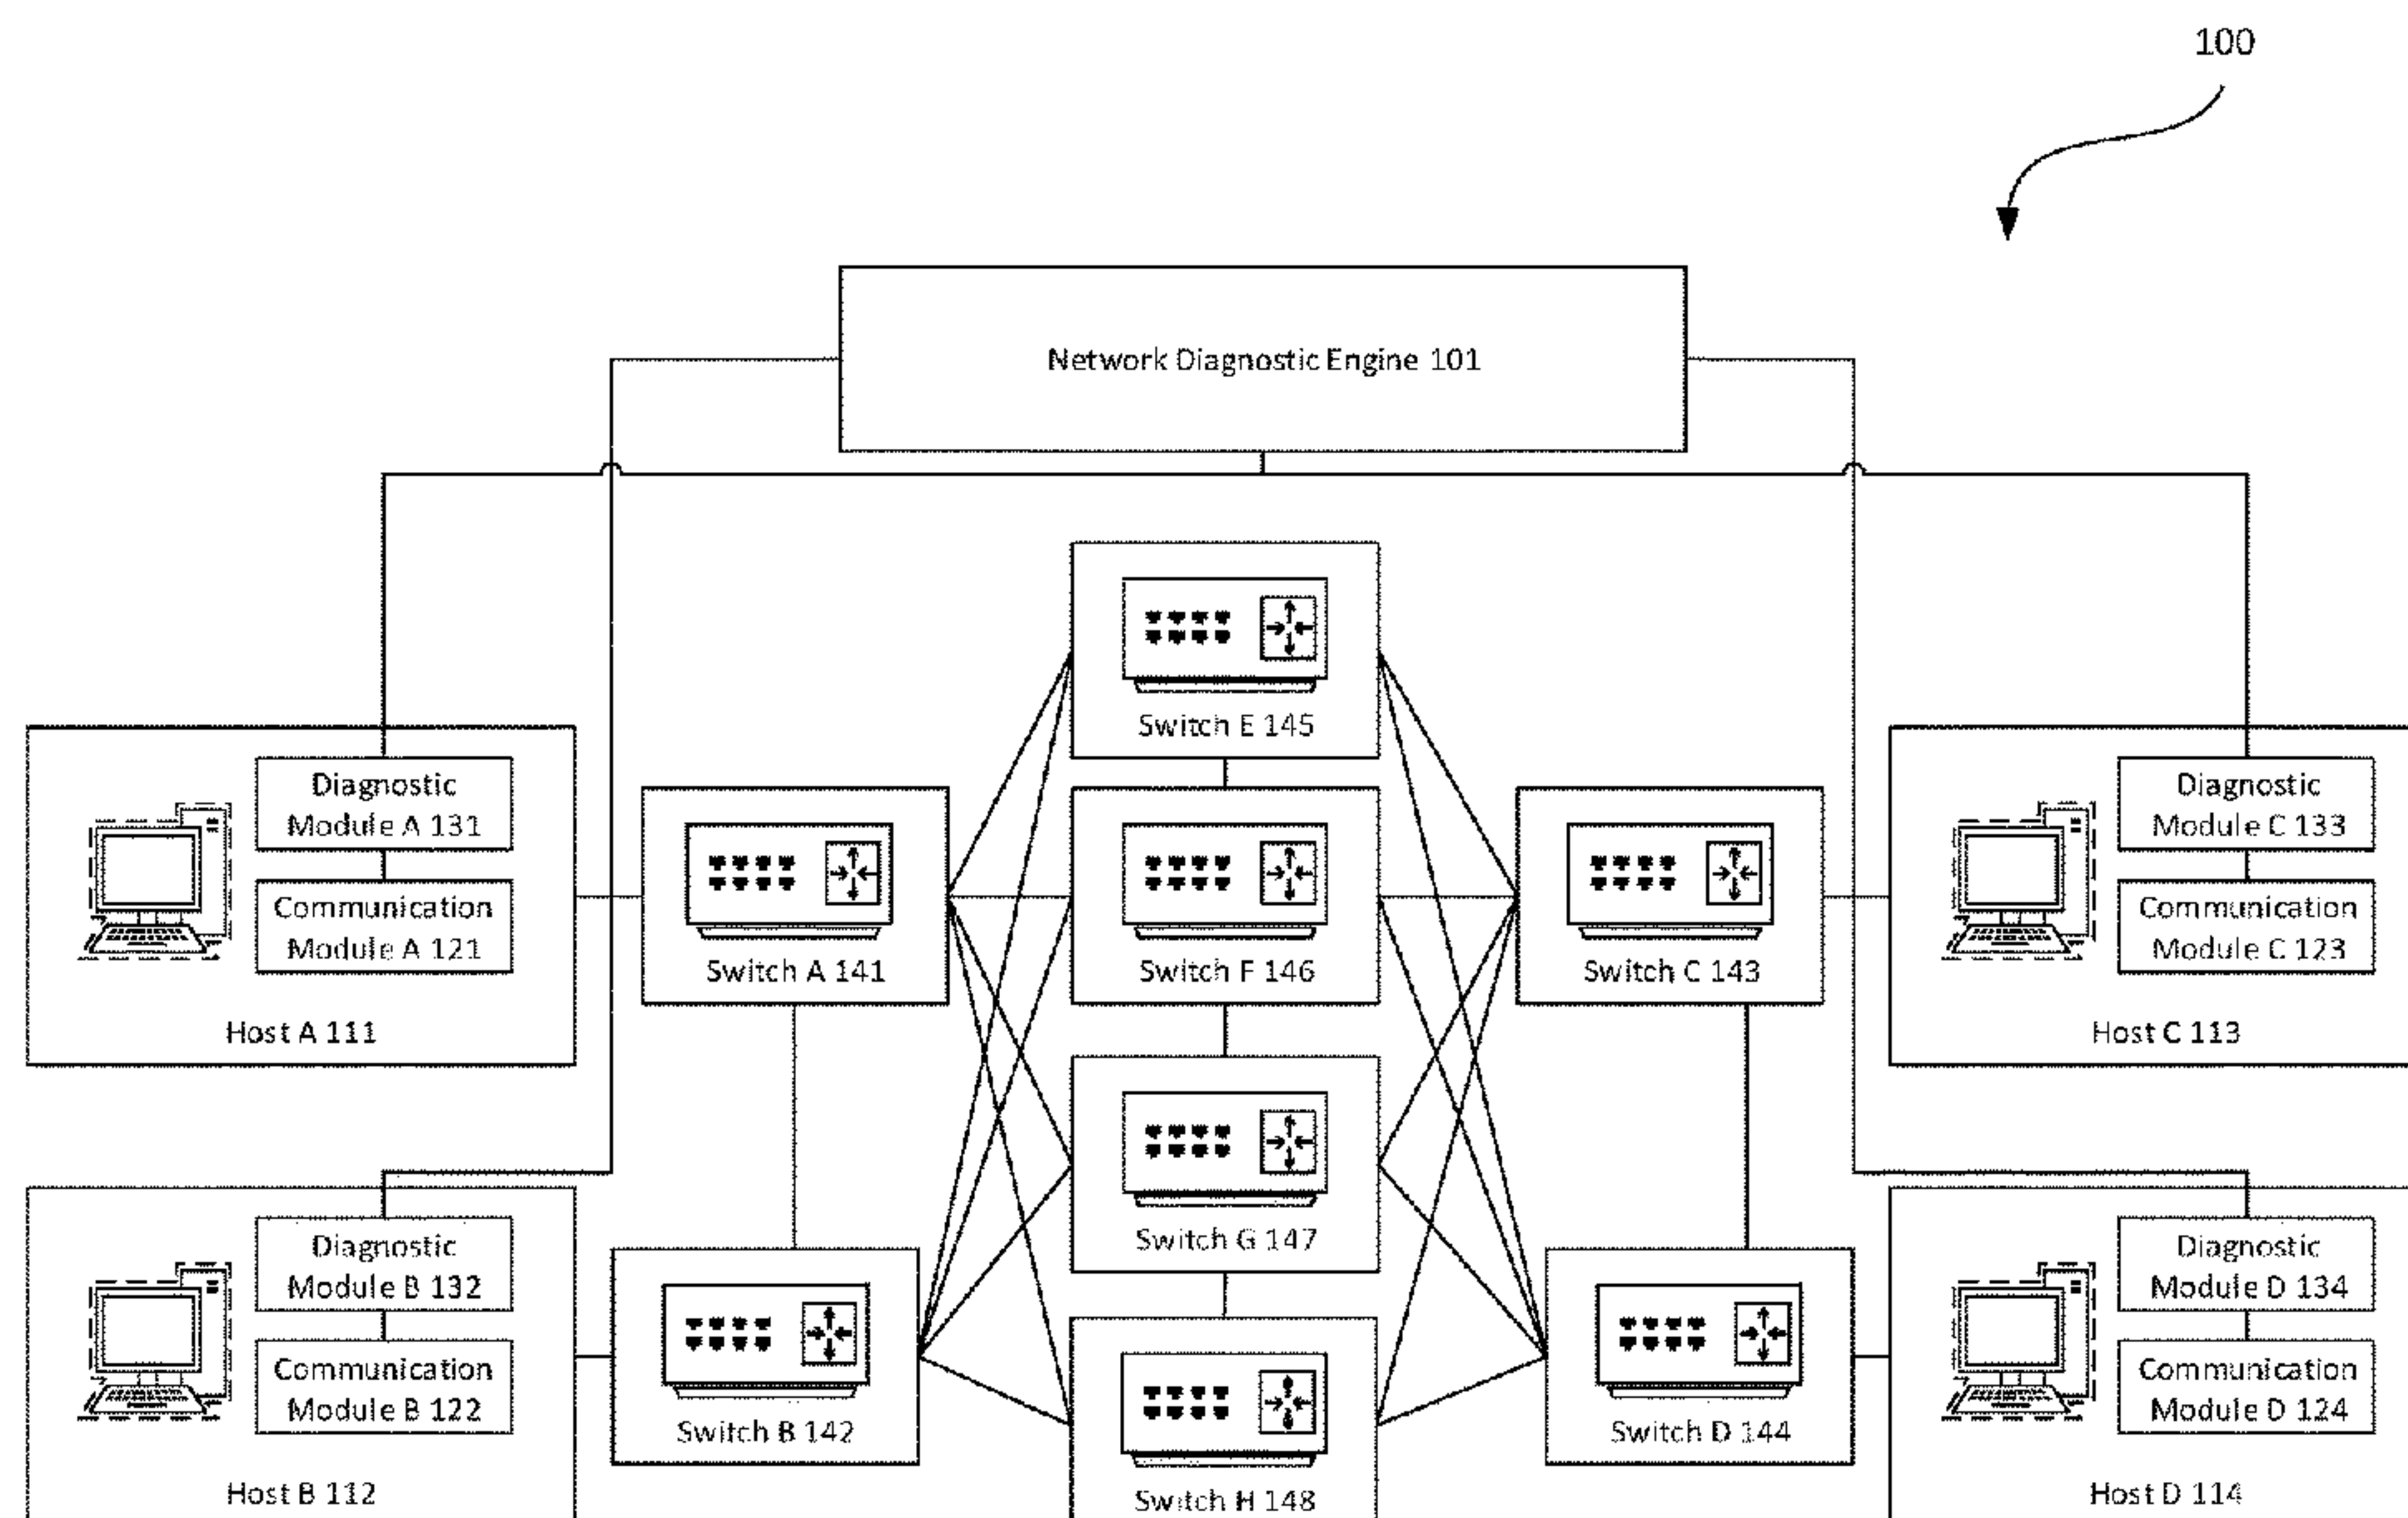 100
Network Diagnostic Engine 101
Switch E 145
Diagnostic
Module A 131
Communication
Module A 121
Host A 111
Switch A 141
Switch F 146
Switch C 143
Diagnostic
Module C 133
Communication
Module C 123
Host C 113
Switch G 147
Diagnostic
Module B 132
Communication
Module B 122
Host B 112
Switch B 142
Switch H 148
Switch D 144
Diagnostic
Module D 134
Communication
Module D 124
Host D 114